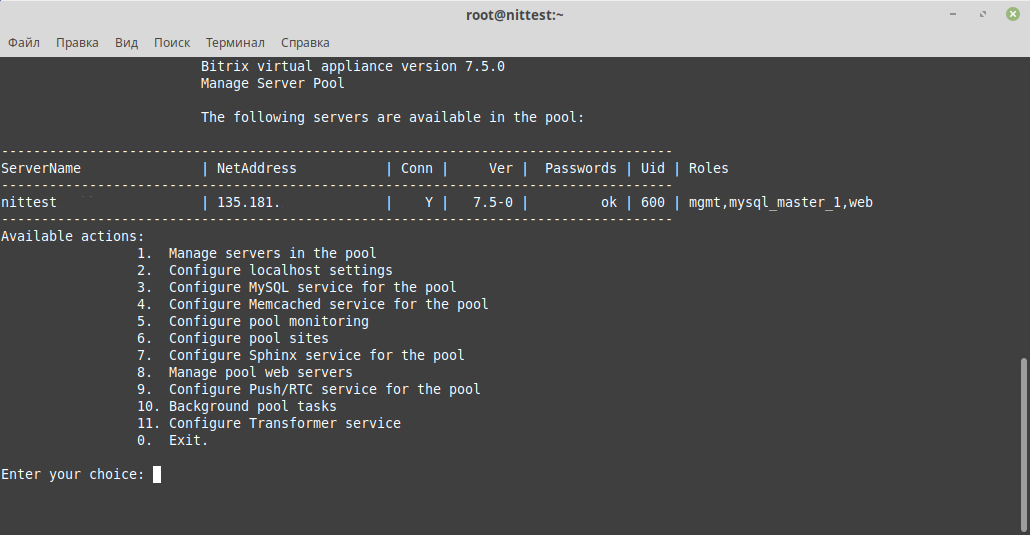 root@nittest:~
Файл Правка Вид Поиск Терминал Справка
Bitrix virtual appliance version 7.5.0
Manage Server Pool
The following servers are available in the pool:
------------------------------------------------------------------------------------
ServerName | NetAddress | Conn | Ver | Passwords | Uid | Roles
------------------------------------------------------------------------------------
nittest | 135.181. | Y | 7.5-0 | ok | 600 | mgmt,mysql_master_1,web
------------------------------------------------------------------------------------
Available actions:
1. Manage servers in the pool
2. Configure localhost settings
3. Configure MySQL service for the pool
4. Configure Memcached service for the pool
5. Configure pool monitoring
6. Configure pool sites
7. Configure Sphinx service for the pool
8. Manage pool web servers
9. Configure Push/RTC service for the pool
10. Background pool tasks
11. Configure Transformer service
0. Exit.
Enter your choice: